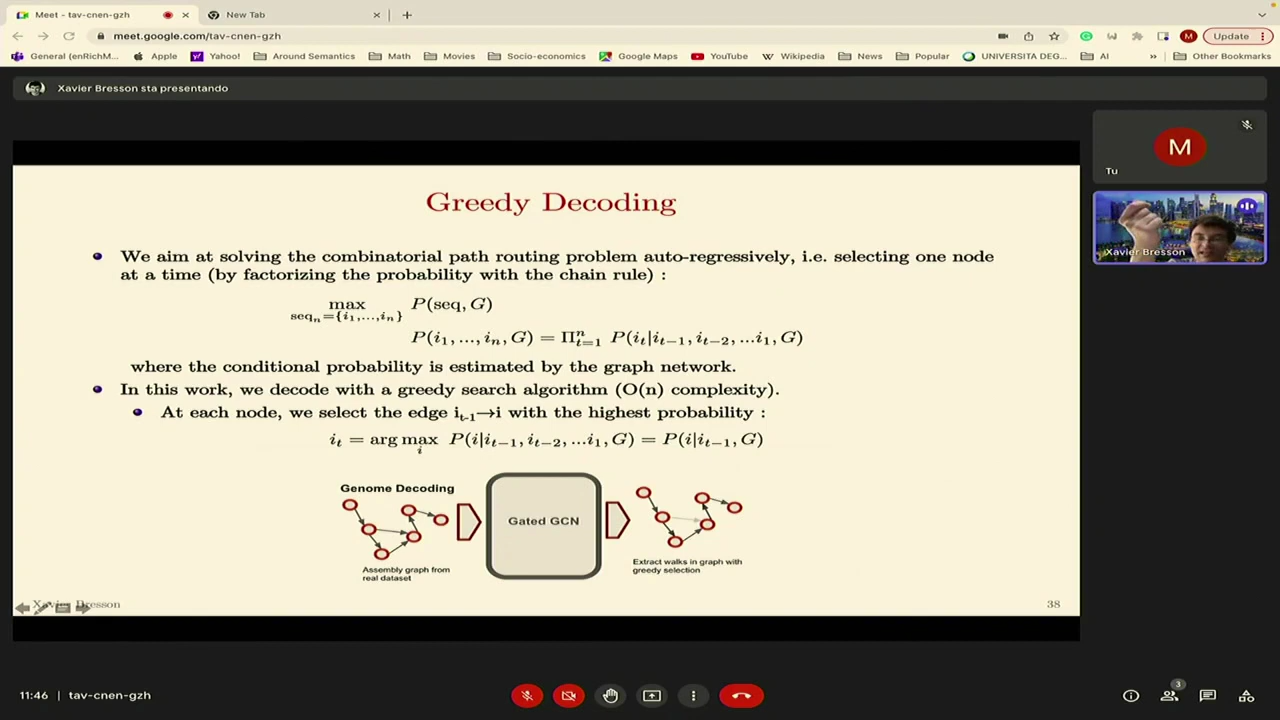 Meet - tav-cnen-gzh
New Tab
meet.google.com/tav-cnen-gzh
Update
General (enRichM...
Apple
Yahoo!
Around Semantics
Math
Movies
Socio-economics
Google Maps
YouTube
Wikipedia
News
Popular
UNIVERSITA DEG...
AI
»
Other Bookmarks
Xavier Bresson sta presentando
M
Tu
Xavier Bresson
Greedy Decoding
We aim at solving the combinatorial path routing problem auto-regressively, i.e. selecting one node
at a time (by factorizing the probability with the chain rule) :
max P(seq, G)
seqₙ={i₁,...,iₙ}
P(i₁, ..., iₙ, G) = Πⁿₜ₌₁ P(iₜ|iₜ₋₁, iₜ₋₂, ...i₁, G)
where the conditional probability is estimated by the graph network.
In this work, we decode with a greedy search algorithm (O(n) complexity).
At each node, we select the edge iₜ₋₁→i with the highest probability :
iₜ = arg max P(i|iₜ₋₁, iₜ₋₂, ...i₁, G) = P(i|iₜ₋₁, G)
i
Genome Decoding
Gated GCN
Assembly graph from
real dataset
Extract walks in graph with
greedy selection
Xavier Bresson
38
11:46 | tav-cnen-gzh
3